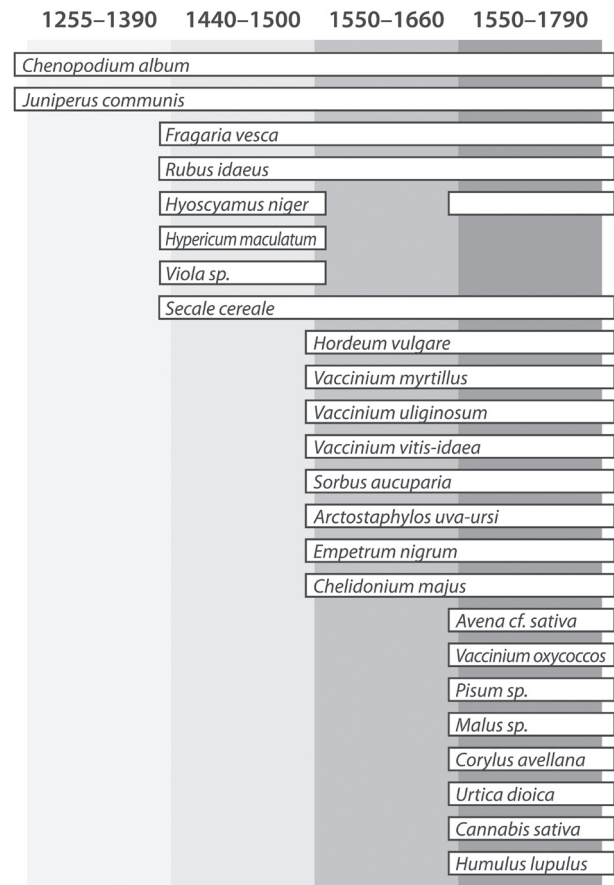 1255–1390 1440–1500 1550–1660 1550–1790
Chenopodium album
Juniperus communis
Fragaria vesca
Rubus idaeus
Hyoscyamus niger
Hypericum maculatum
Viola sp.
Secale cereale
Hordeum vulgare
Vaccinium myrtillus
Vaccinium uliginosum
Vaccinium vitis-idaea
Sorbus aucuparia
Arctostaphylos uva-ursi
Empetrum nigrum
Chelidonium majus
Avena cf. sativa
Vaccinium oxycoccos
Pisum sp.
Malus sp.
Corylus avellana
Urtica dioica
Cannabis sativa
Humulus lupulus